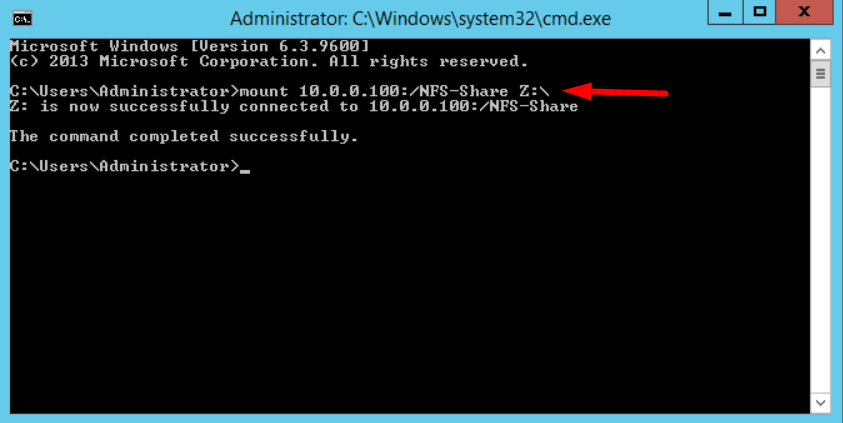 Administrator: C:\Windows\system32\cmd.exe
Microsoft Windows [Version 6.3.9600]
(c) 2013 Microsoft Corporation. All rights reserved.
C:\Users\Administrator>mount 10.0.0.100:/NFS-Share Z:\
Z: is now successfully connected to 10.0.0.100:/NFS-Share
The command completed successfully.
C:\Users\Administrator>_